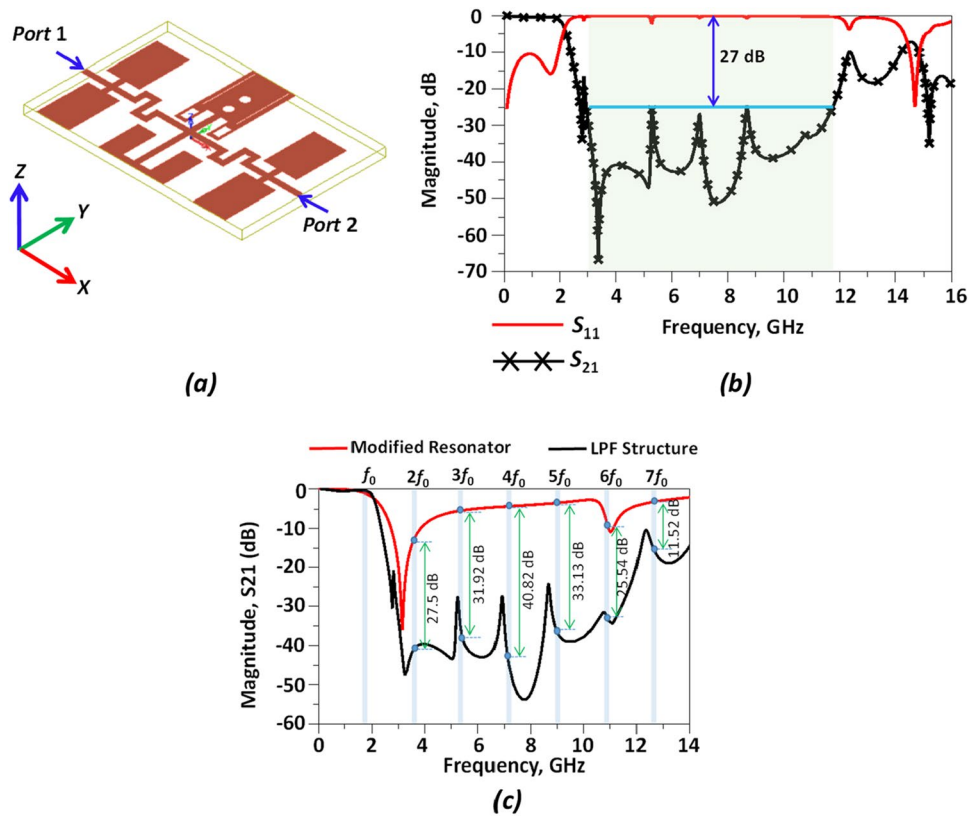 Port 1
Port 2
Z
Y
X
(a)
Magnitude, dB
0
-10
-20
-30
-40
-50
-60
-70
27 dB
0 2 4 6 8 10 12 14 16
Frequency, GHz
S11
S21
(b)
Modified Resonator LPF Structure
f0 2f0 3f0 4f0 5f0 6f0 7f0
Magnitude, S21 (dB)
0
-10
-20
-30
-40
-50
-60
27.5 dB
31.92 dB
40.82 dB
33.13 dB
25.54 dB
11.52 dB
0 2 4 6 8 10 12 14
Frequency, GHz
(c)